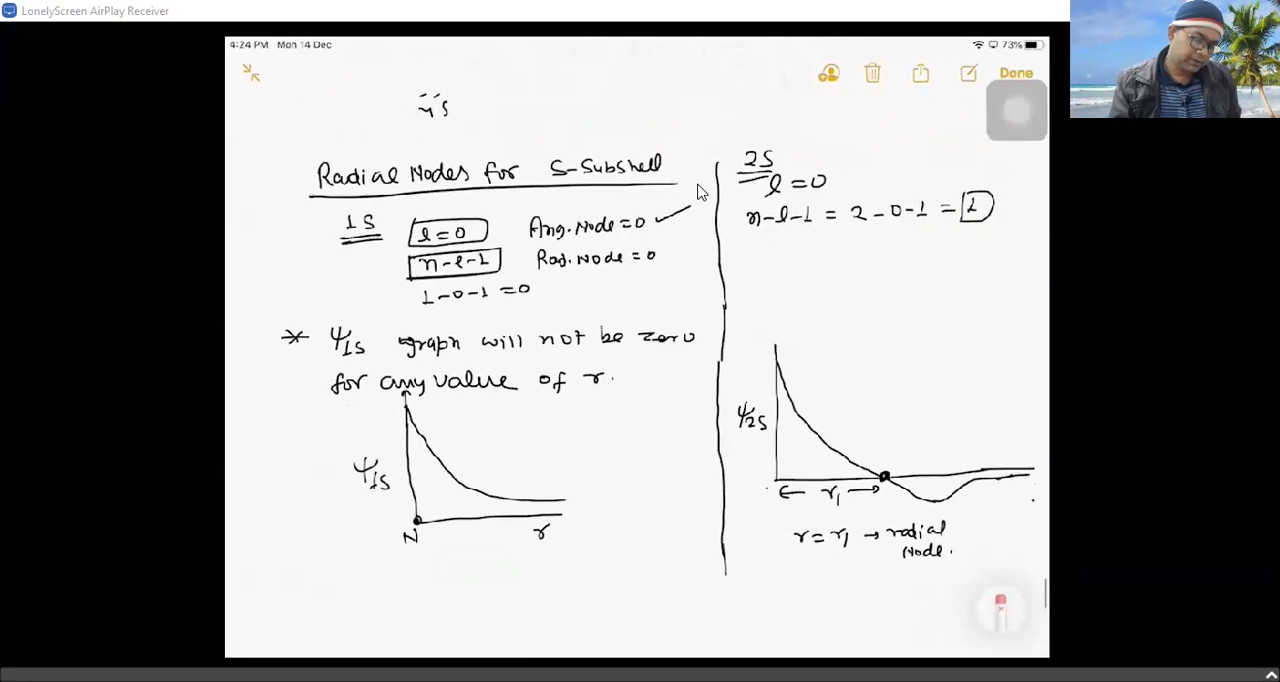 LonelyScreen AirPlay Receiver
4:24 PM Mon 14 Dec
73%
Done
Radial Nodes for S-Subshell
1S l=0 Ang. Node = 0
n-l-1 Rad. Node = 0
1-0-1 = 0
* ψ1S graph will not be zero
for any value of r.
ψ1S
N r
2S
l = 0
n-l-1 = 2-0-1 = 1
ψ2S
← r1 →
r = r1 → radial
Node.